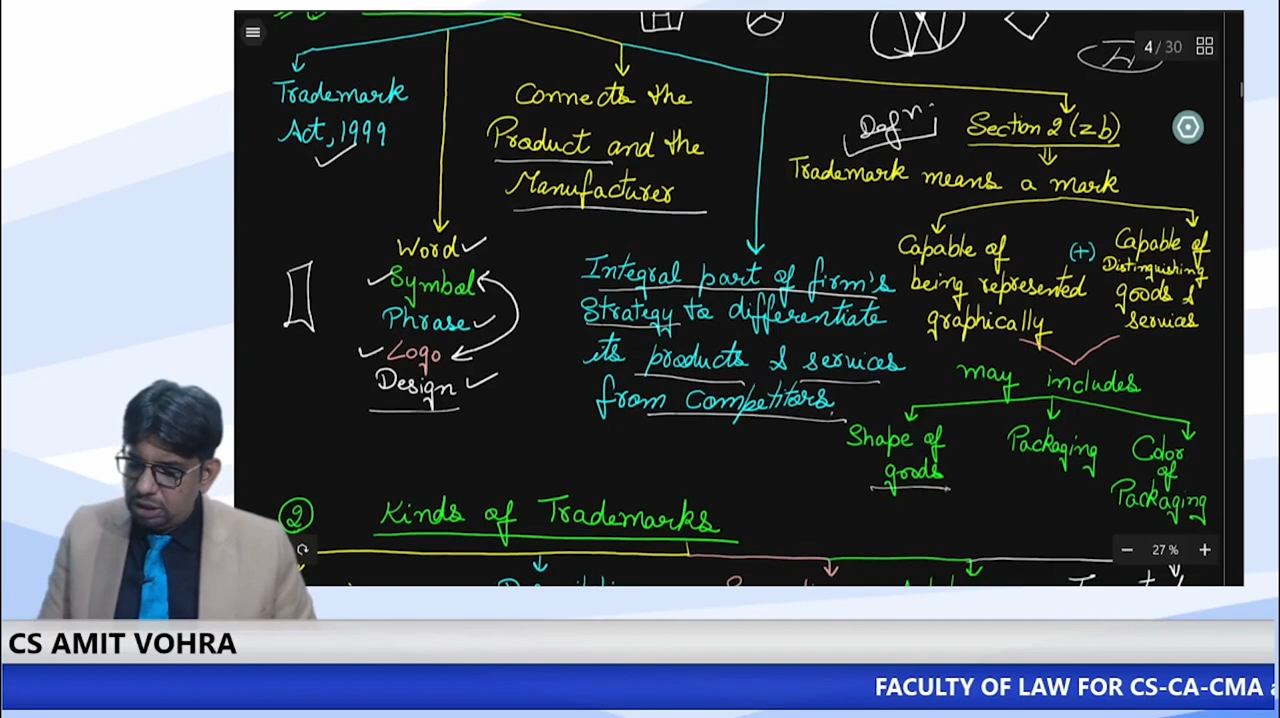 4 / 30
Trademark
Act, 1999
Connects the
Product and the
Manufacturer
Defn:
Section 2 (zb)
Trademark means a mark
Word
Symbol
Phrase
Logo
Design
Integral part of firm's
Strategy to differentiate
its products & services
from competitors.
Capable of
being represented
graphically
(+)
Capable of
Distinguishing
goods &
services
may includes
Shape of
goods
Packaging
Color
of
Packaging
2 Kinds of Trademarks
27 %
CS AMIT VOHRA
FACULTY OF LAW FOR CS-CA-CMA a